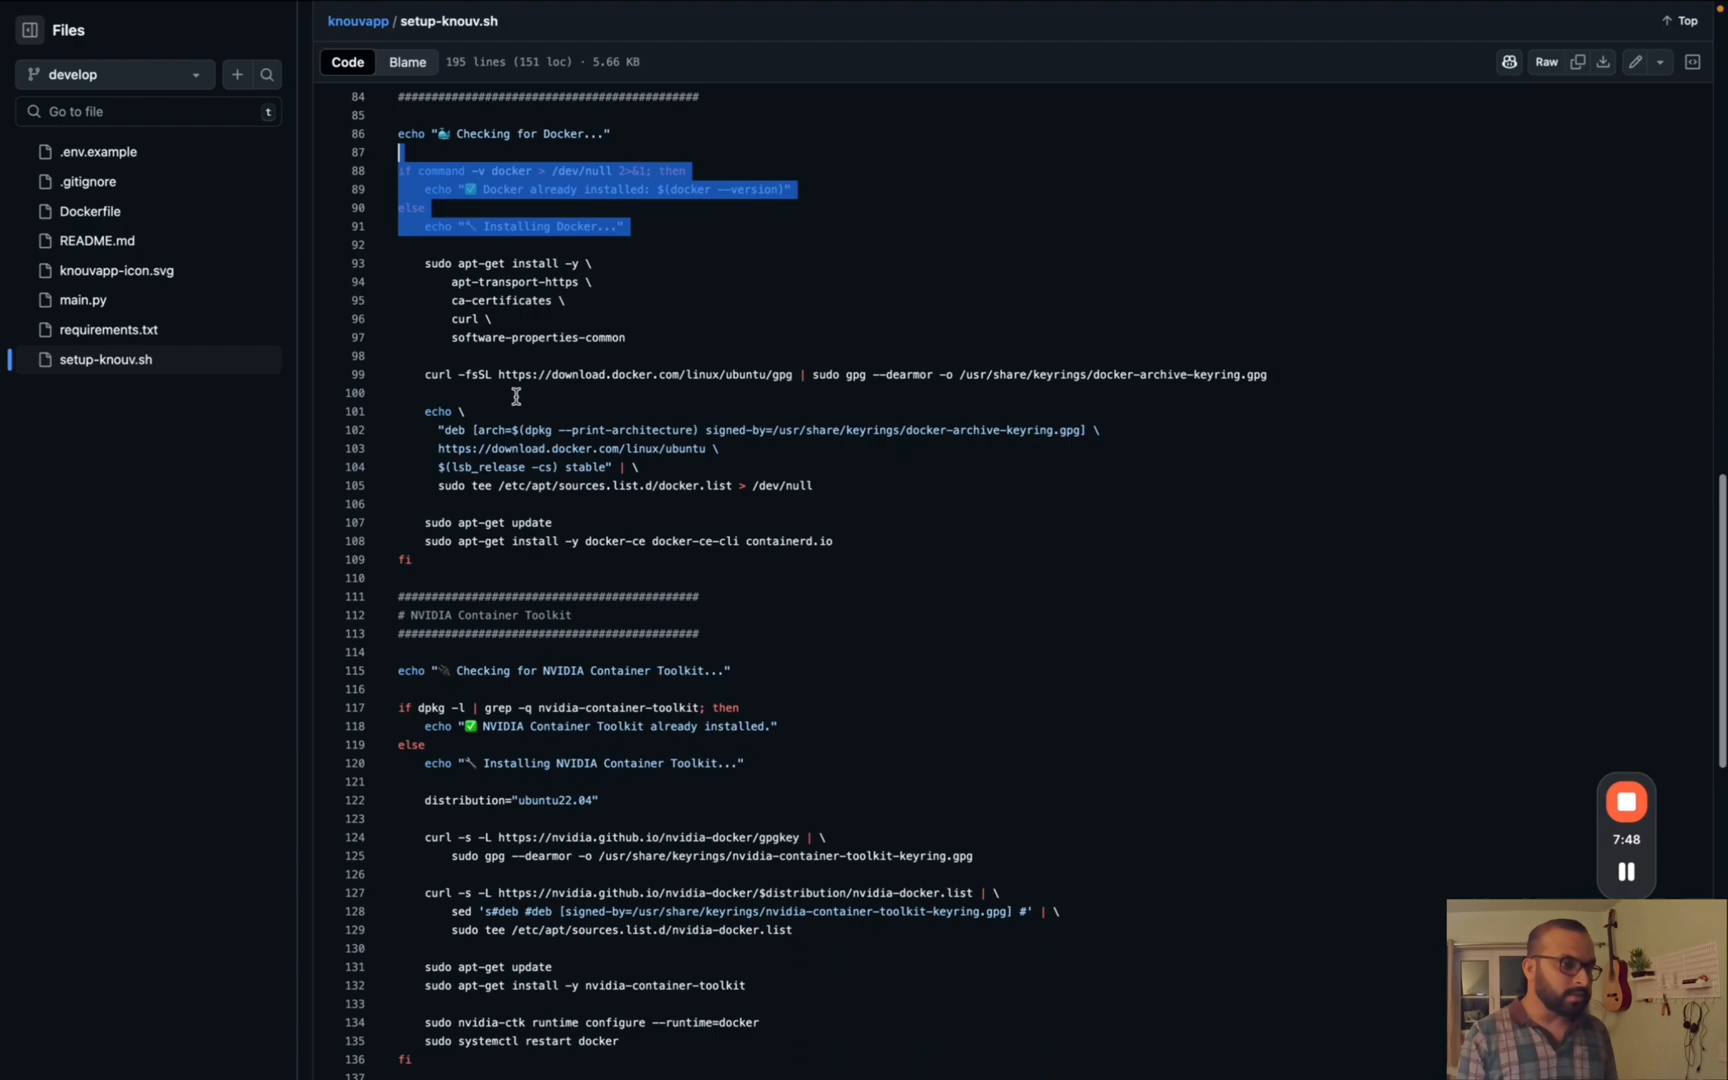 Files
develop
Go to file
t
.env.example
.gitignore
Dockerfile
README.md
knouvapp-icon.svg
main.py
requirements.txt
setup-knouv.sh
knouvapp / setup-knouv.sh
Top
Code
Blame
195 lines (151 loc) · 5.66 KB
Raw
84 #############################################
85
86 echo "🐳 Checking for Docker..."
87
88 if command -v docker > /dev/null 2>&1; then
89 echo "✅ Docker already installed: $(docker --version)"
90 else
91 echo "🔧 Installing Docker..."
92
93 sudo apt-get install -y \
94 apt-transport-https \
95 ca-certificates \
96 curl \
97 software-properties-common
98
99 curl -fsSL https://download.docker.com/linux/ubuntu/gpg | sudo gpg --dearmor -o /usr/share/keyrings/docker-archive-keyring.gpg
100
101 echo \
102 "deb [arch=$(dpkg --print-architecture) signed-by=/usr/share/keyrings/docker-archive-keyring.gpg] \
103 https://download.docker.com/linux/ubuntu \
104 $(lsb_release -cs) stable" | \
105 sudo tee /etc/apt/sources.list.d/docker.list > /dev/null
106
107 sudo apt-get update
108 sudo apt-get install -y docker-ce docker-ce-cli containerd.io
109 fi
110
111 #############################################
112 # NVIDIA Container Toolkit
113 #############################################
114
115 echo "🔌 Checking for NVIDIA Container Toolkit..."
116
117 if dpkg -l | grep -q nvidia-container-toolkit; then
118 echo "✅ NVIDIA Container Toolkit already installed."
119 else
120 echo "🔧 Installing NVIDIA Container Toolkit..."
121
122 distribution="ubuntu22.04"
123
124 curl -s -L https://nvidia.github.io/nvidia-docker/gpgkey | \
125 sudo gpg --dearmor -o /usr/share/keyrings/nvidia-container-toolkit-keyring.gpg
126
127 curl -s -L https://nvidia.github.io/nvidia-docker/$distribution/nvidia-docker.list | \
128 sed 's#deb #deb [signed-by=/usr/share/keyrings/nvidia-container-toolkit-keyring.gpg] #' | \
129 sudo tee /etc/apt/sources.list.d/nvidia-docker.list
130
131 sudo apt-get update
132 sudo apt-get install -y nvidia-container-toolkit
133
134 sudo nvidia-ctk runtime configure --runtime=docker
135 sudo systemctl restart docker
136 fi
137
7:48